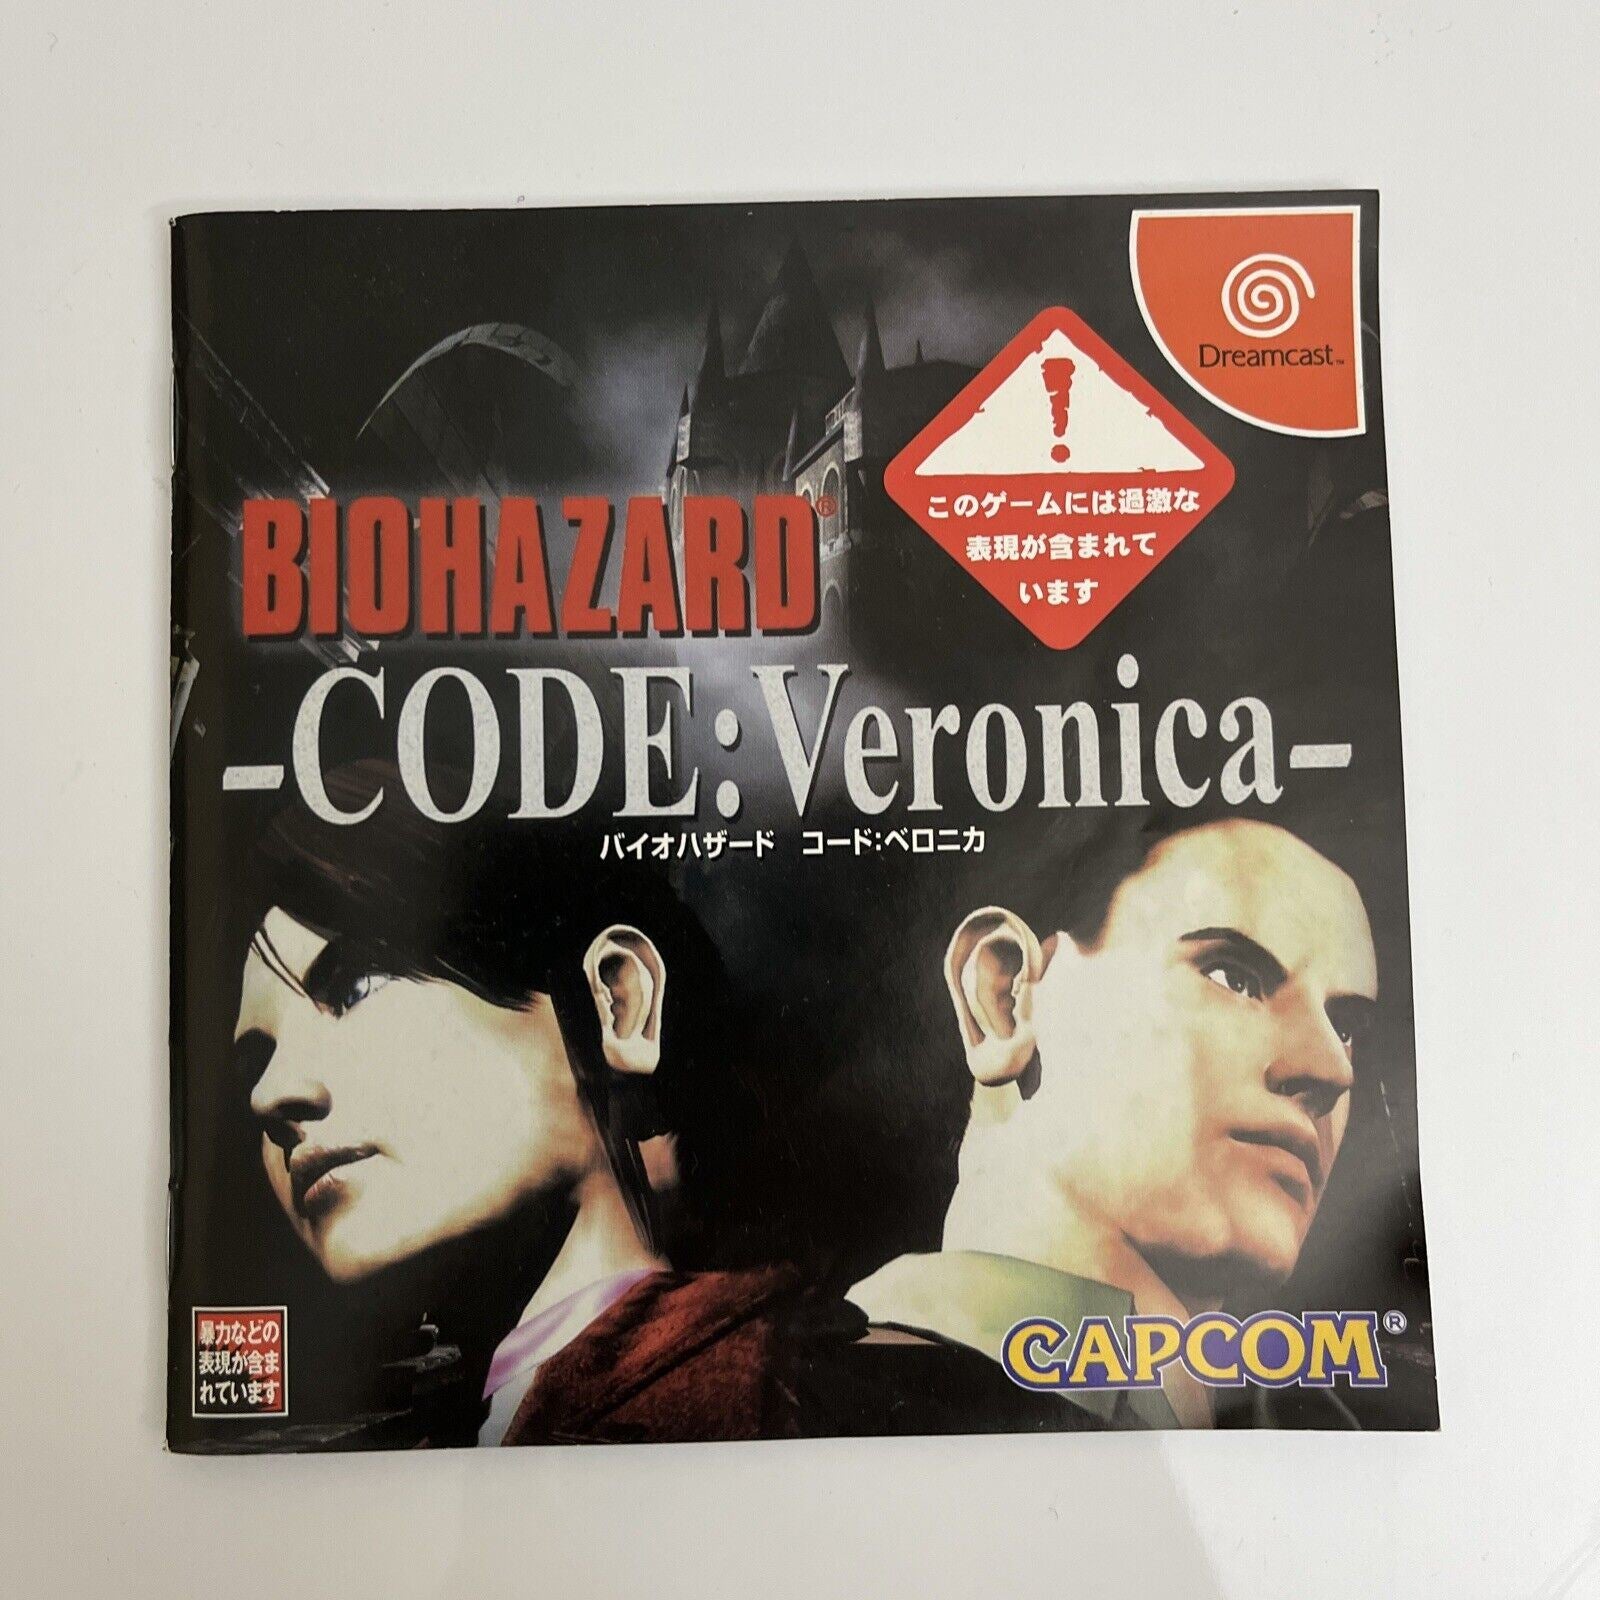 Dreamcast™
このゲームには過激な
表現が含まれて
います
BIOHAZARD®
-CODE:Veronica-
バイオハザード コード:ベロニカ
暴力などの
表現が含ま
れています
CAPCOM®